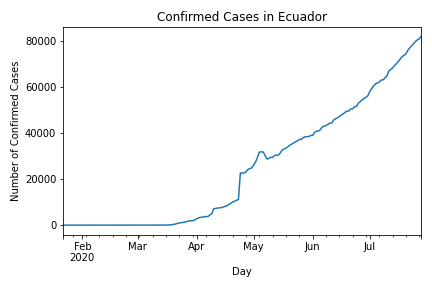 Confirmed Cases in Ecuador
Number of Confirmed Cases
80000
60000
40000
20000
0
Feb
2020
Mar
Apr
May
Jun
Jul
Day